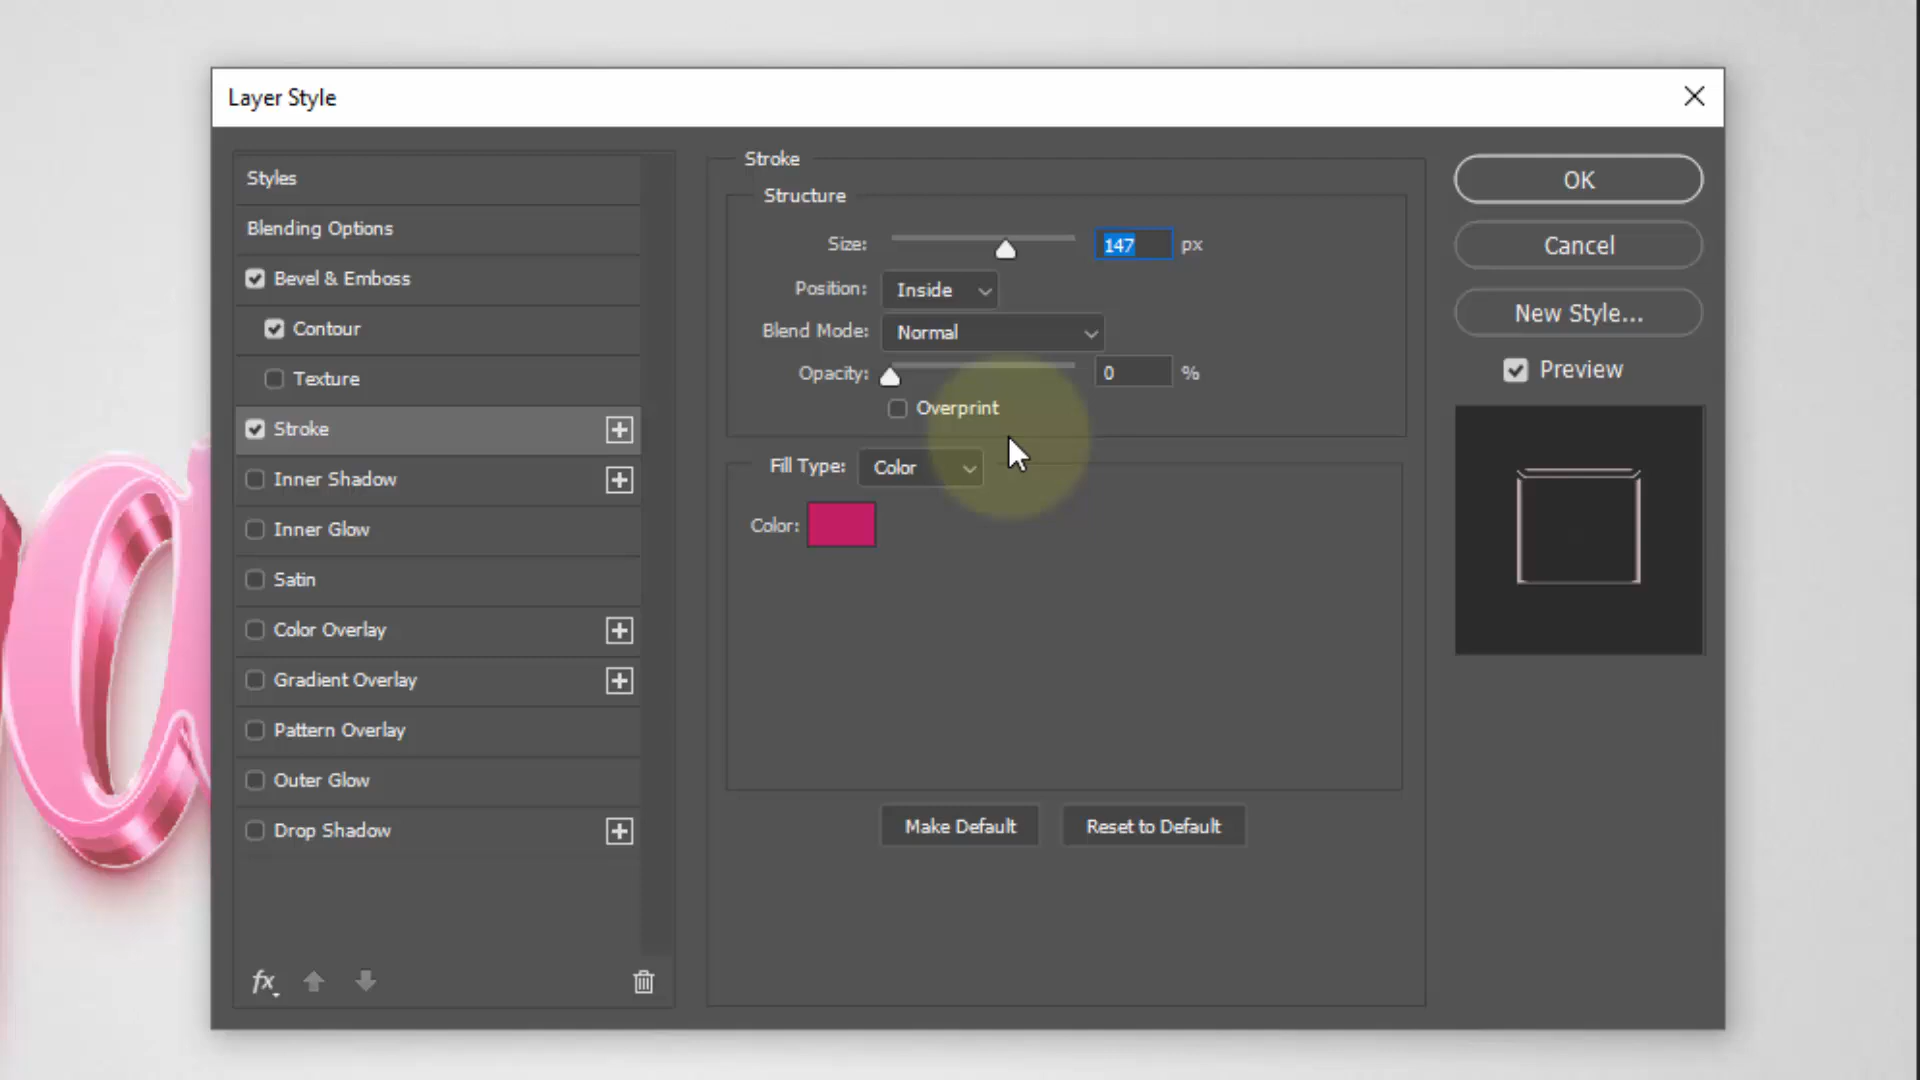 Layer Style
Styles
Blending Options
Bevel & Emboss
Contour
Texture
Stroke
Inner Shadow
Inner Glow
Satin
Color Overlay
Gradient Overlay
Pattern Overlay
Outer Glow
Drop Shadow
fx
Stroke
Structure
Size: 147 px
Position: Inside
Blend Mode: Normal
Opacity: 0 %
Overprint
Fill Type: Color
Color:
Make Default Reset to Default
OK
Cancel
New Style...
Preview